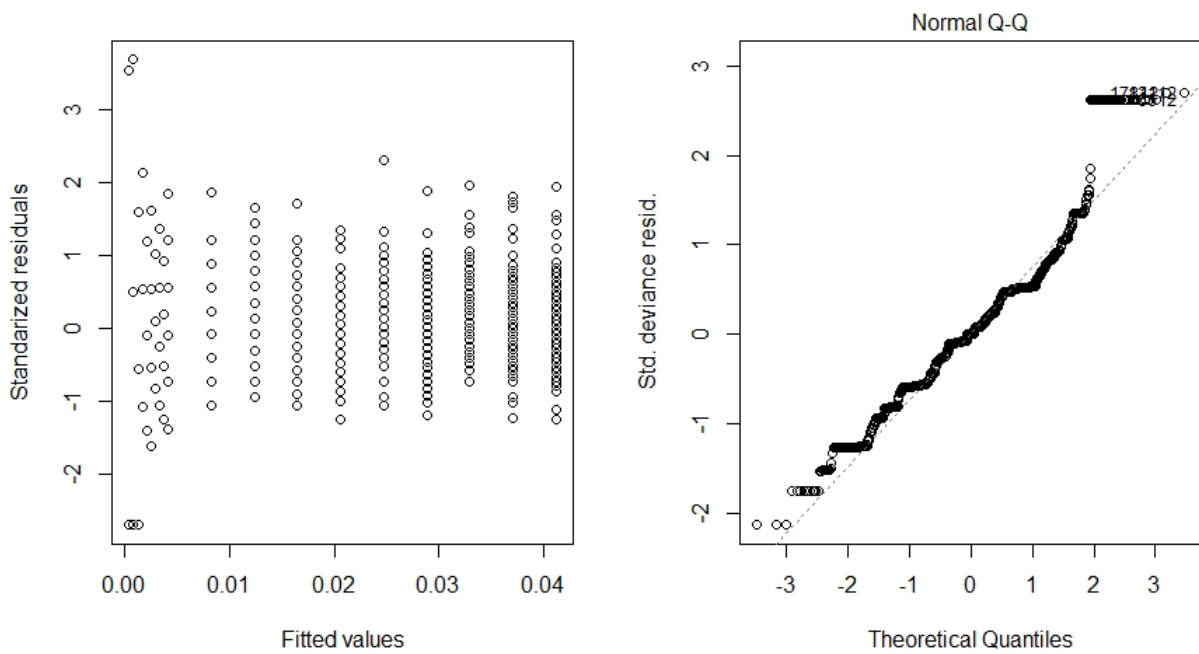 Normal Q-Q
Standarized residuals
3
2
1
0
-1
-2
0.00 0.01 0.02 0.03 0.04
Fitted values
Std. deviance resid.
3
2
1
0
-1
-2
-3 -2 -1 0 1 2 3
Theoretical Quantiles